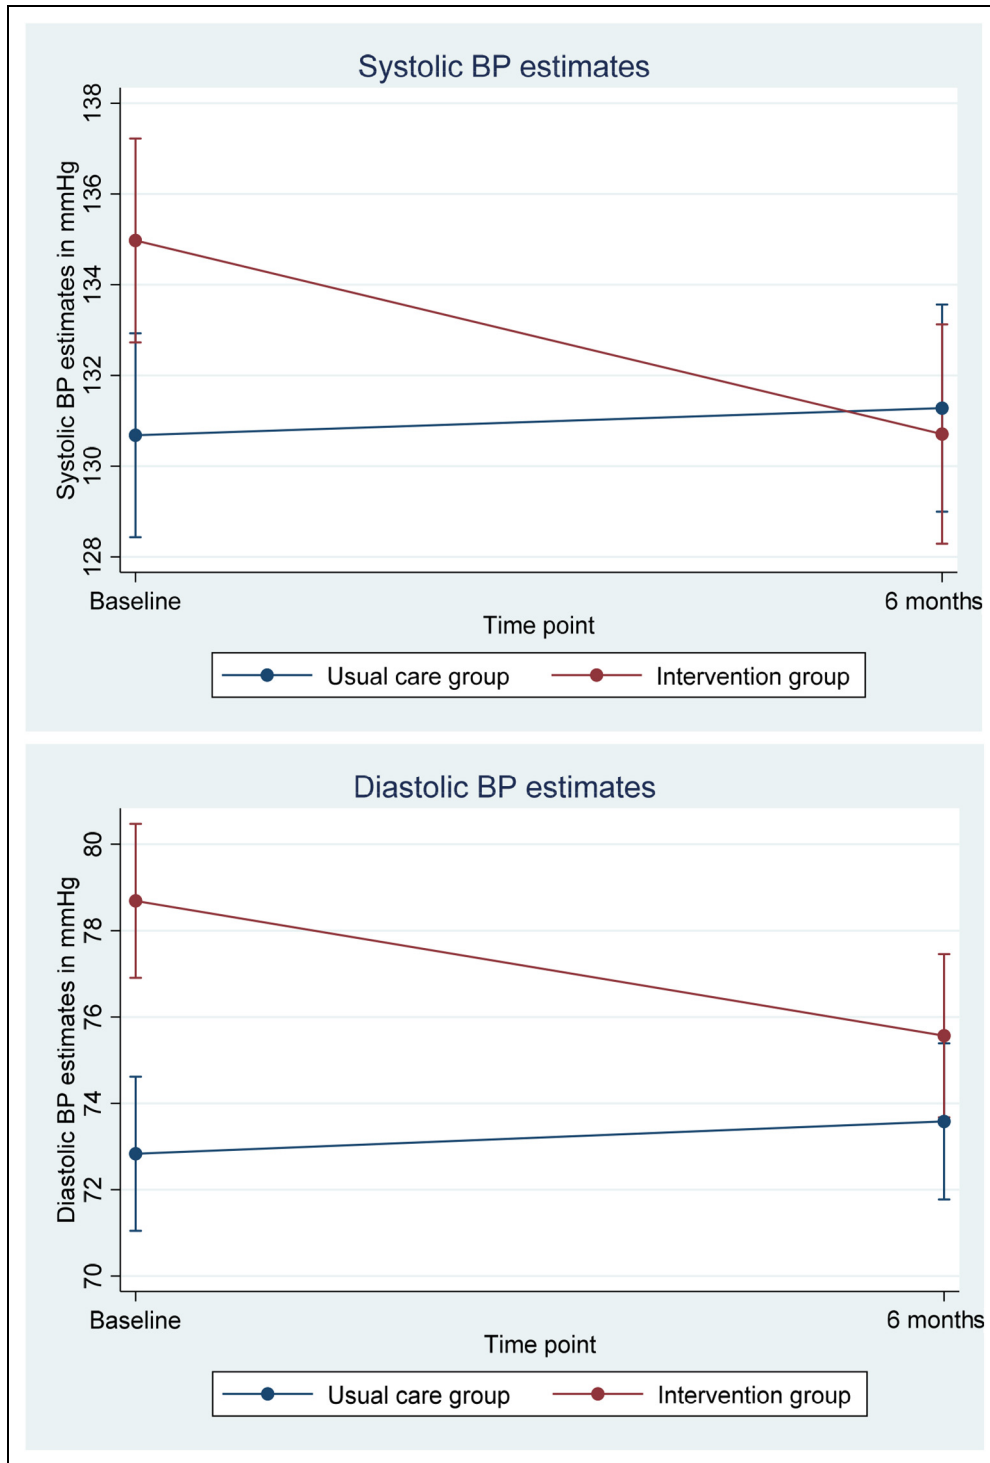 Systolic BP estimates
Systolic BP estimates in mmHg
138
136
134
132
130
128
Baseline
6 months
Time point
Usual care group
Intervention group
Diastolic BP estimates
Diastolic BP estimates in mmHg
80
78
76
74
72
70
Baseline
6 months
Time point
Usual care group
Intervention group